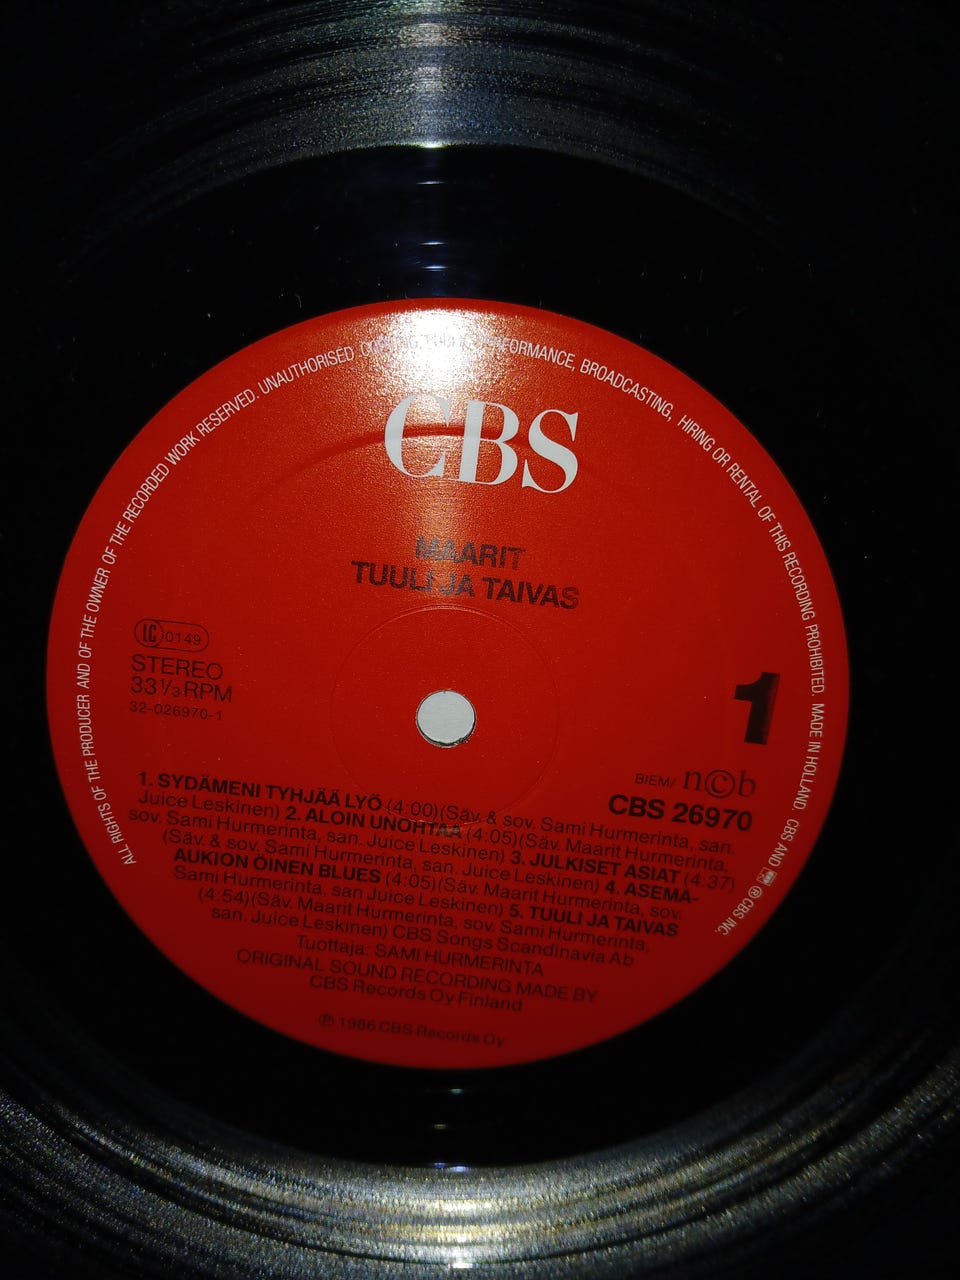 ALL RIGHTS OF THE PRODUCER AND OF THE OWNER OF THE RECORDED WORK RESERVED. UNAUTHORISED COPYING, PUBLIC PERFORMANCE, BROADCASTING, HIRING OR RENTAL OF THIS RECORDING PROHIBITED. MADE IN HOLLAND. CBS AND ® CBS INC.
CBS
MAARIT
TUULI JA TAIVAS
LC 0149
STEREO
33 1/3 RPM
32-026970-1
1
BIEM/ n©b
CBS 26970
1. SYDÄMENI TYHJÄÄ LYÖ (4:00)(Säv. & sov. Sami Hurmerinta, san.
Juice Leskinen) 2. ALOIN UNOHTAA (4:05)(Säv. Maarit Hurmerinta,
sov. Sami Hurmerinta, san. Juice Leskinen) 3. JULKISET ASIAT (4:37)
(Säv. & sov. Sami Hurmerinta, san. Juice Leskinen) 4. ASEMA-
AUKION ÖINEN BLUES (4:05)(Säv. Maarit Hurmerinta, sov.
Sami Hurmerinta, san Juice Leskinen) 5. TUULI JA TAIVAS
(4:54)(Säv. Maarit Hurmerinta, sov. Sami Hurmerinta,
san. Juice Leskinen) CBS Songs Scandinavia Ab
Tuottaja: SAMI HURMERINTA
ORIGINAL SOUND RECORDING MADE BY
CBS Records Oy Finland
℗ 1986 CBS Records Oy